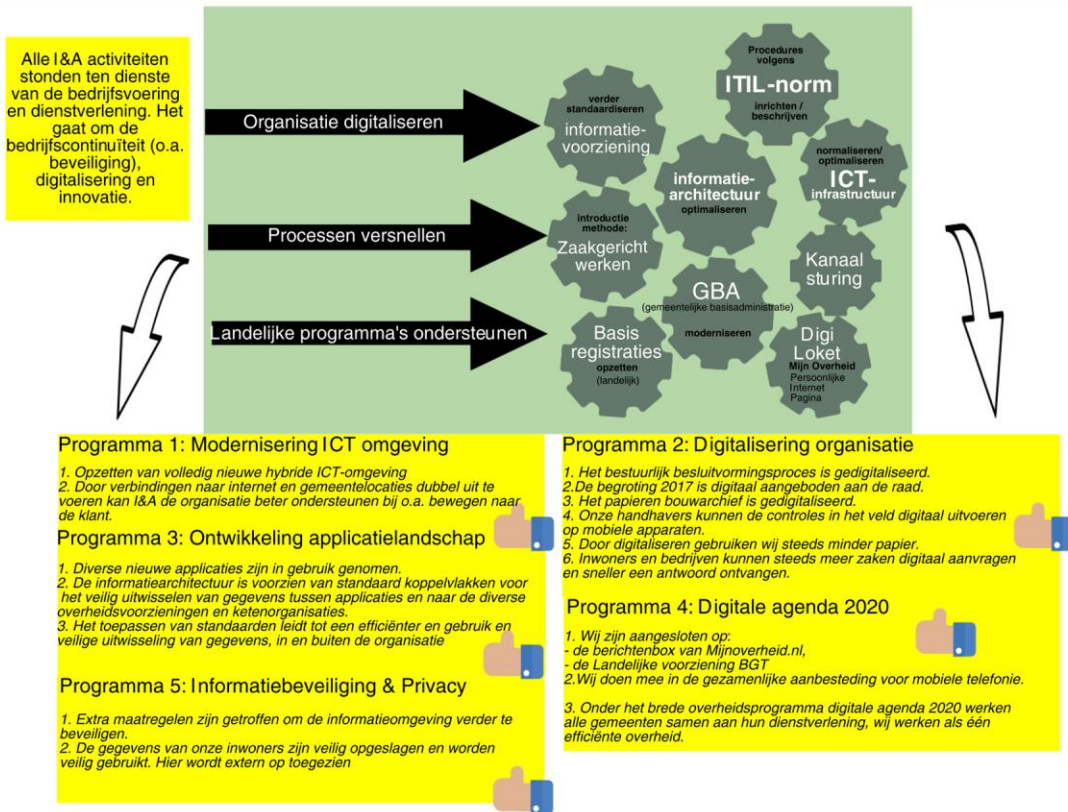 Alle I&A activiteiten
stonden ten dienste
van de bedrijfsvoering
en dienstverlening. Het
gaat om de
bedrijfscontinuïteit (o.a.
beveiliging),
digitalisering en
innovatie.
Organisatie digitaliseren
Processen versnellen
Landelijke programma's ondersteunen
Procedures
volgens
ITIL-norm
inrichten /
beschrijven
verder
standaardiseren
informatie-
voorziening
normaliseren/
optimaliseren
ICT-
infrastructuur
informatie-
architectuur
optimaliseren
introductie
methode:
Zaakgericht
werken
Kanaal
sturing
GBA
(gemeentelijke basisadministratie)
moderniseren
Basis
registraties
opzetten
(landelijk)
Digi
Loket
Mijn Overheid
Persoonlijke
Internet
Pagina
Programma 1: Modernisering ICT omgeving
1. Opzetten van volledig nieuwe hybride ICT-omgeving
2. Door verbindingen naar internet en gemeentelocaties dubbel uit te
voeren kan I&A de organisatie beter ondersteunen bij o.a. bewegen naar
de klant.
Programma 3: Ontwikkeling applicatielandschap
1. Diverse nieuwe applicaties zijn in gebruik genomen.
2. De informatiearchitectuur is voorzien van standaard koppelvlakken voor
het veilig uitwisselen van gegevens tussen applicaties en naar de diverse
overheidsvoorzieningen en ketenorganisaties.
3. Het toepassen van standaarden leidt tot een efficiënter en gebruik en
veilige uitwisseling van gegevens, in en buiten de organisatie
Programma 5: Informatiebeveiliging & Privacy
1. Extra maatregelen zijn getroffen om de informatieomgeving verder te
beveiligen.
2. De gegevens van onze inwoners zijn veilig opgeslagen en worden
veilig gebruikt. Hier wordt extern op toegezien
Programma 2: Digitalisering organisatie
1. Het bestuurlijk besluitvormingsproces is gedigitaliseerd.
2.De begroting 2017 is digitaal aangeboden aan de raad.
3. Het papieren bouwarchief is gedigitaliseerd.
4. Onze handhavers kunnen de controles in het veld digitaal uitvoeren
op mobiele apparaten.
5. Door digitaliseren gebruiken wij steeds minder papier.
6. Inwoners en bedrijven kunnen steeds meer zaken digitaal aanvragen
en sneller een antwoord ontvangen.
Programma 4: Digitale agenda 2020
1. Wij zijn aangesloten op:
- de berichtenbox van Mijnoverheid.nl,
- de Landelijke voorziening BGT
2.Wij doen mee in de gezamenlijke aanbesteding voor mobiele telefonie.
3. Onder het brede overheidsprogramma digitale agenda 2020 werken
alle gemeenten samen aan hun dienstverlening, wij werken als één
efficiënte overheid.